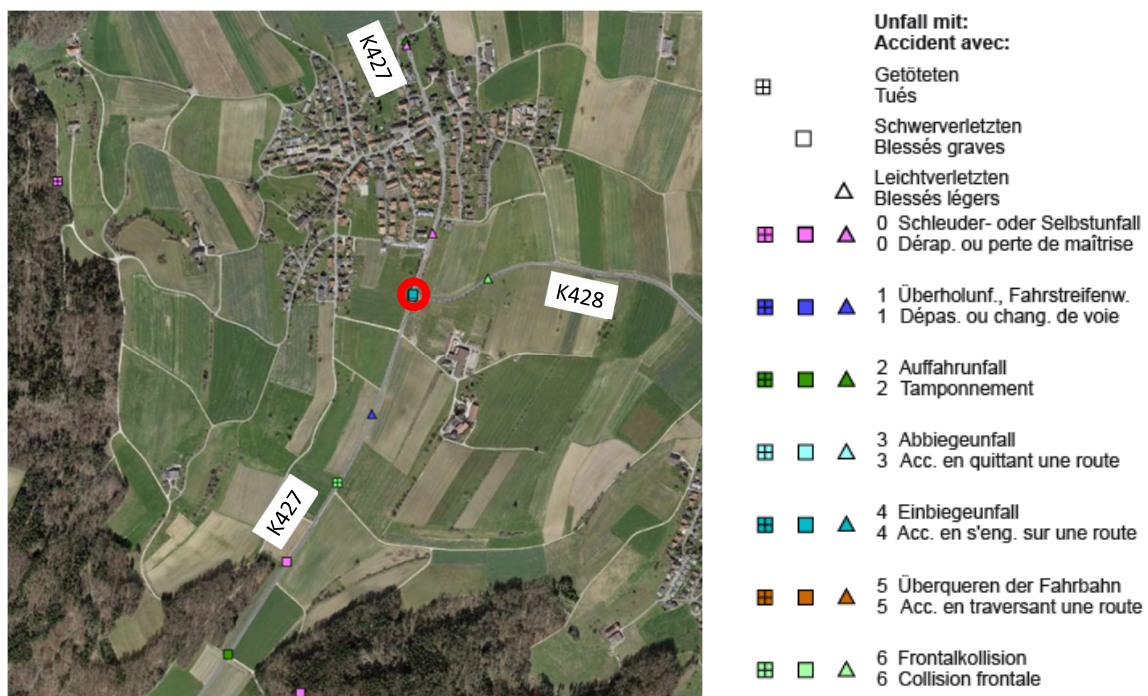 K427
K428
K427
Unfall mit:
Accident avec:
Getöteten
Tués
Schwerverletzten
Blessés graves
Leichtverletzten
Blessés légers
0 Schleuder- oder Selbstunfall
0 Dérap. ou perte de maîtrise
1 Überholunf., Fahrstreifenw.
1 Dépas. ou chang. de voie
2 Auffahrunfall
2 Tamponnement
3 Abbiegeunfall
3 Acc. en quittant une route
4 Einbiegeunfall
4 Acc. en s'eng. sur une route
5 Überqueren der Fahrbahn
5 Acc. en traversant une route
6 Frontalkollision
6 Collision frontale